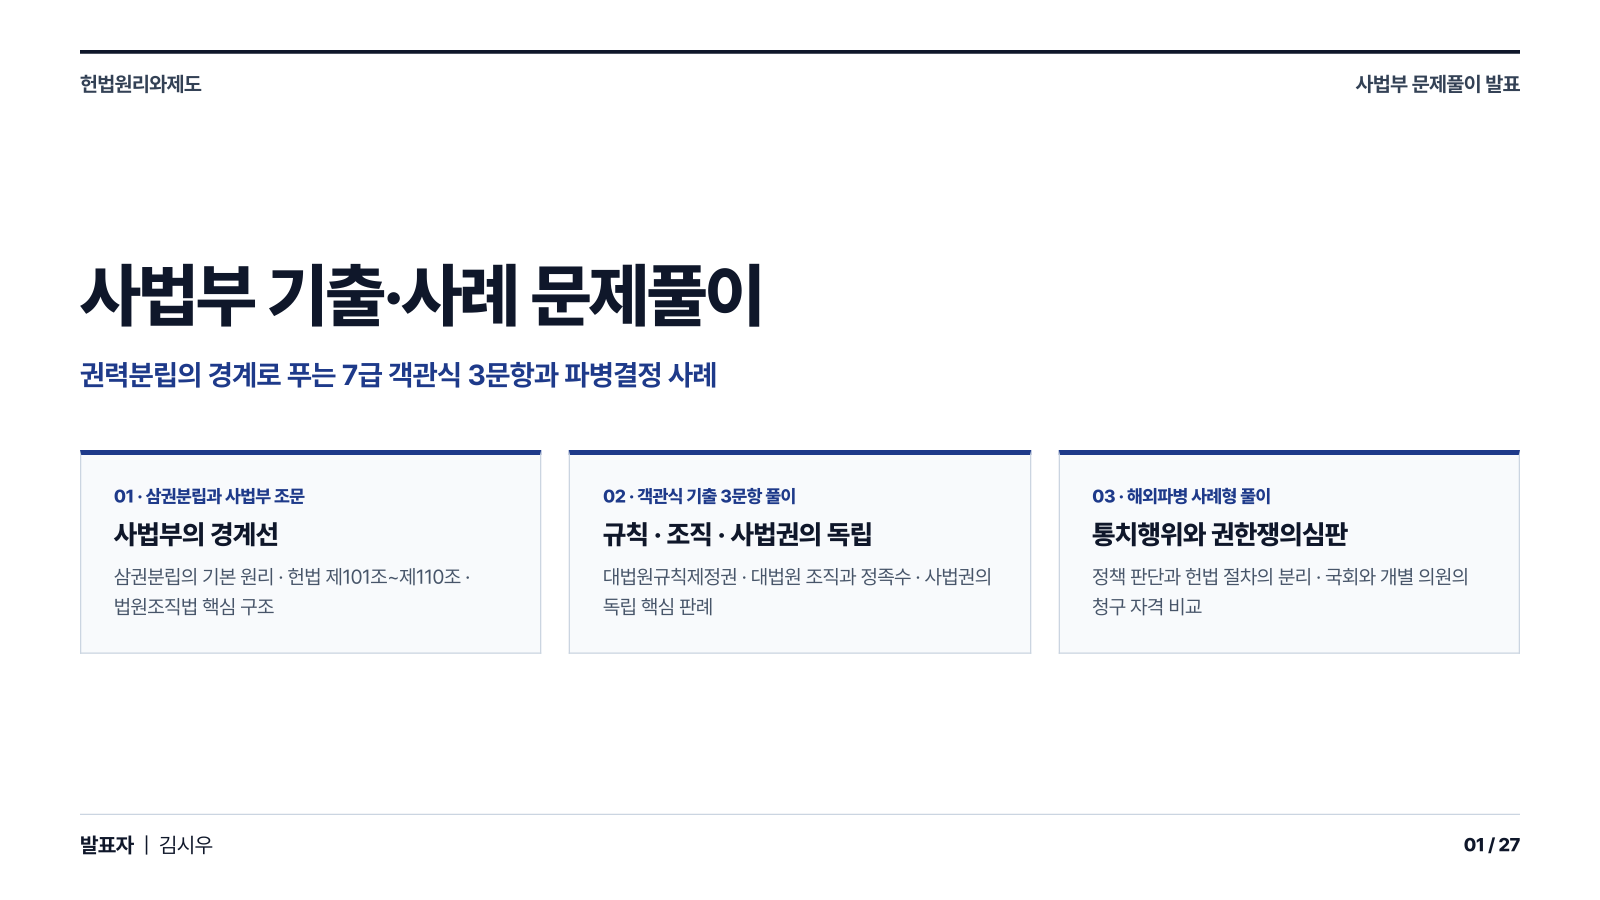 헌법원리와제도
사법부 문제풀이 발표
사법부 기출·사례 문제풀이
권력분립의 경계로 푸는 7급 객관식 3문항과 파병결정 사례
01 · 삼권분립과 사법부 조문
사법부의 경계선
삼권분립의 기본 원리 · 헌법 제101조~제110조 ·
법원조직법 핵심 구조
02 · 객관식 기출 3문항 풀이
규칙 · 조직 · 사법권의 독립
대법원규칙제정권 · 대법원 조직과 정족수 · 사법권의
독립 핵심 판례
03 · 해외파병 사례형 풀이
통치행위와 권한쟁의심판
정책 판단과 헌법 절차의 분리 · 국회와 개별 의원의
청구 자격 비교
발표자 | 김시우
01 / 27